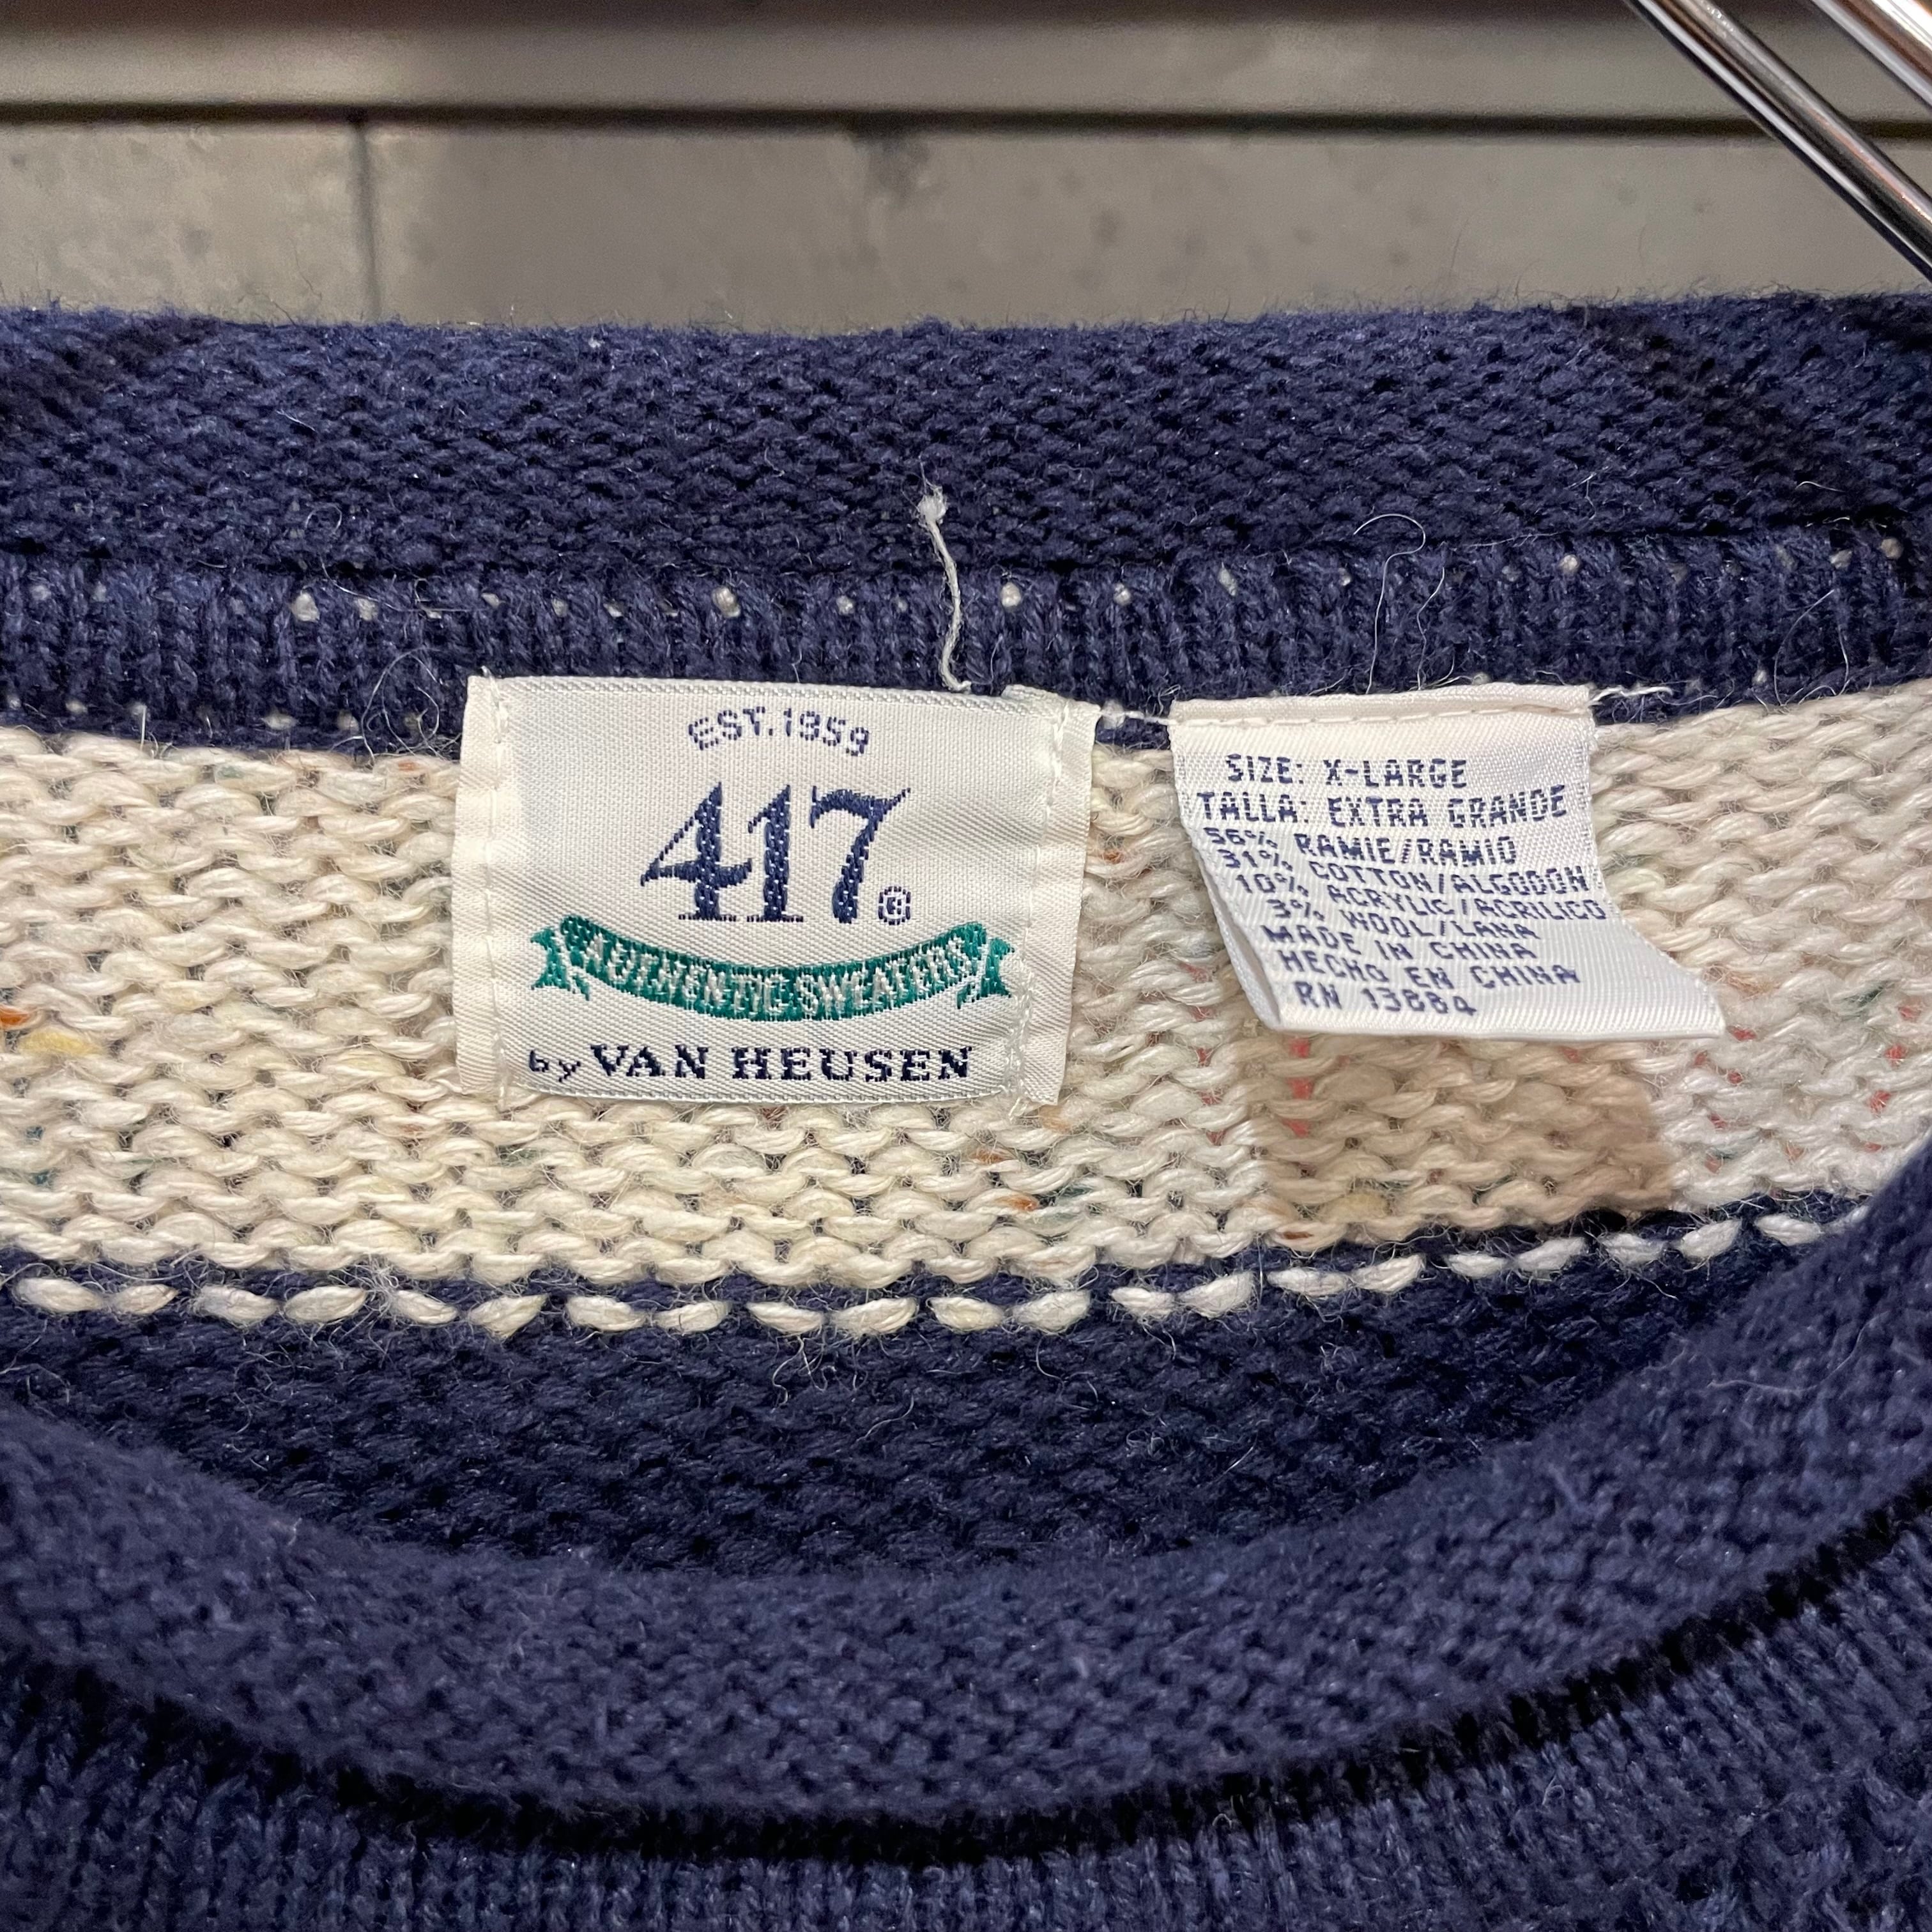 EST.1959
417®
AUTHENTIC SWEATERS
by VAN HEUSEN
SIZE: X-LARGE
TALLA: EXTRA GRANDE
56% RAMIE/RAMIO
31% COTTON/ALGODON
10% ACRYLIC/ACRILICO
3% WOOL/LANA
MADE IN CHINA
HECHO EN CHINA
RN 13884